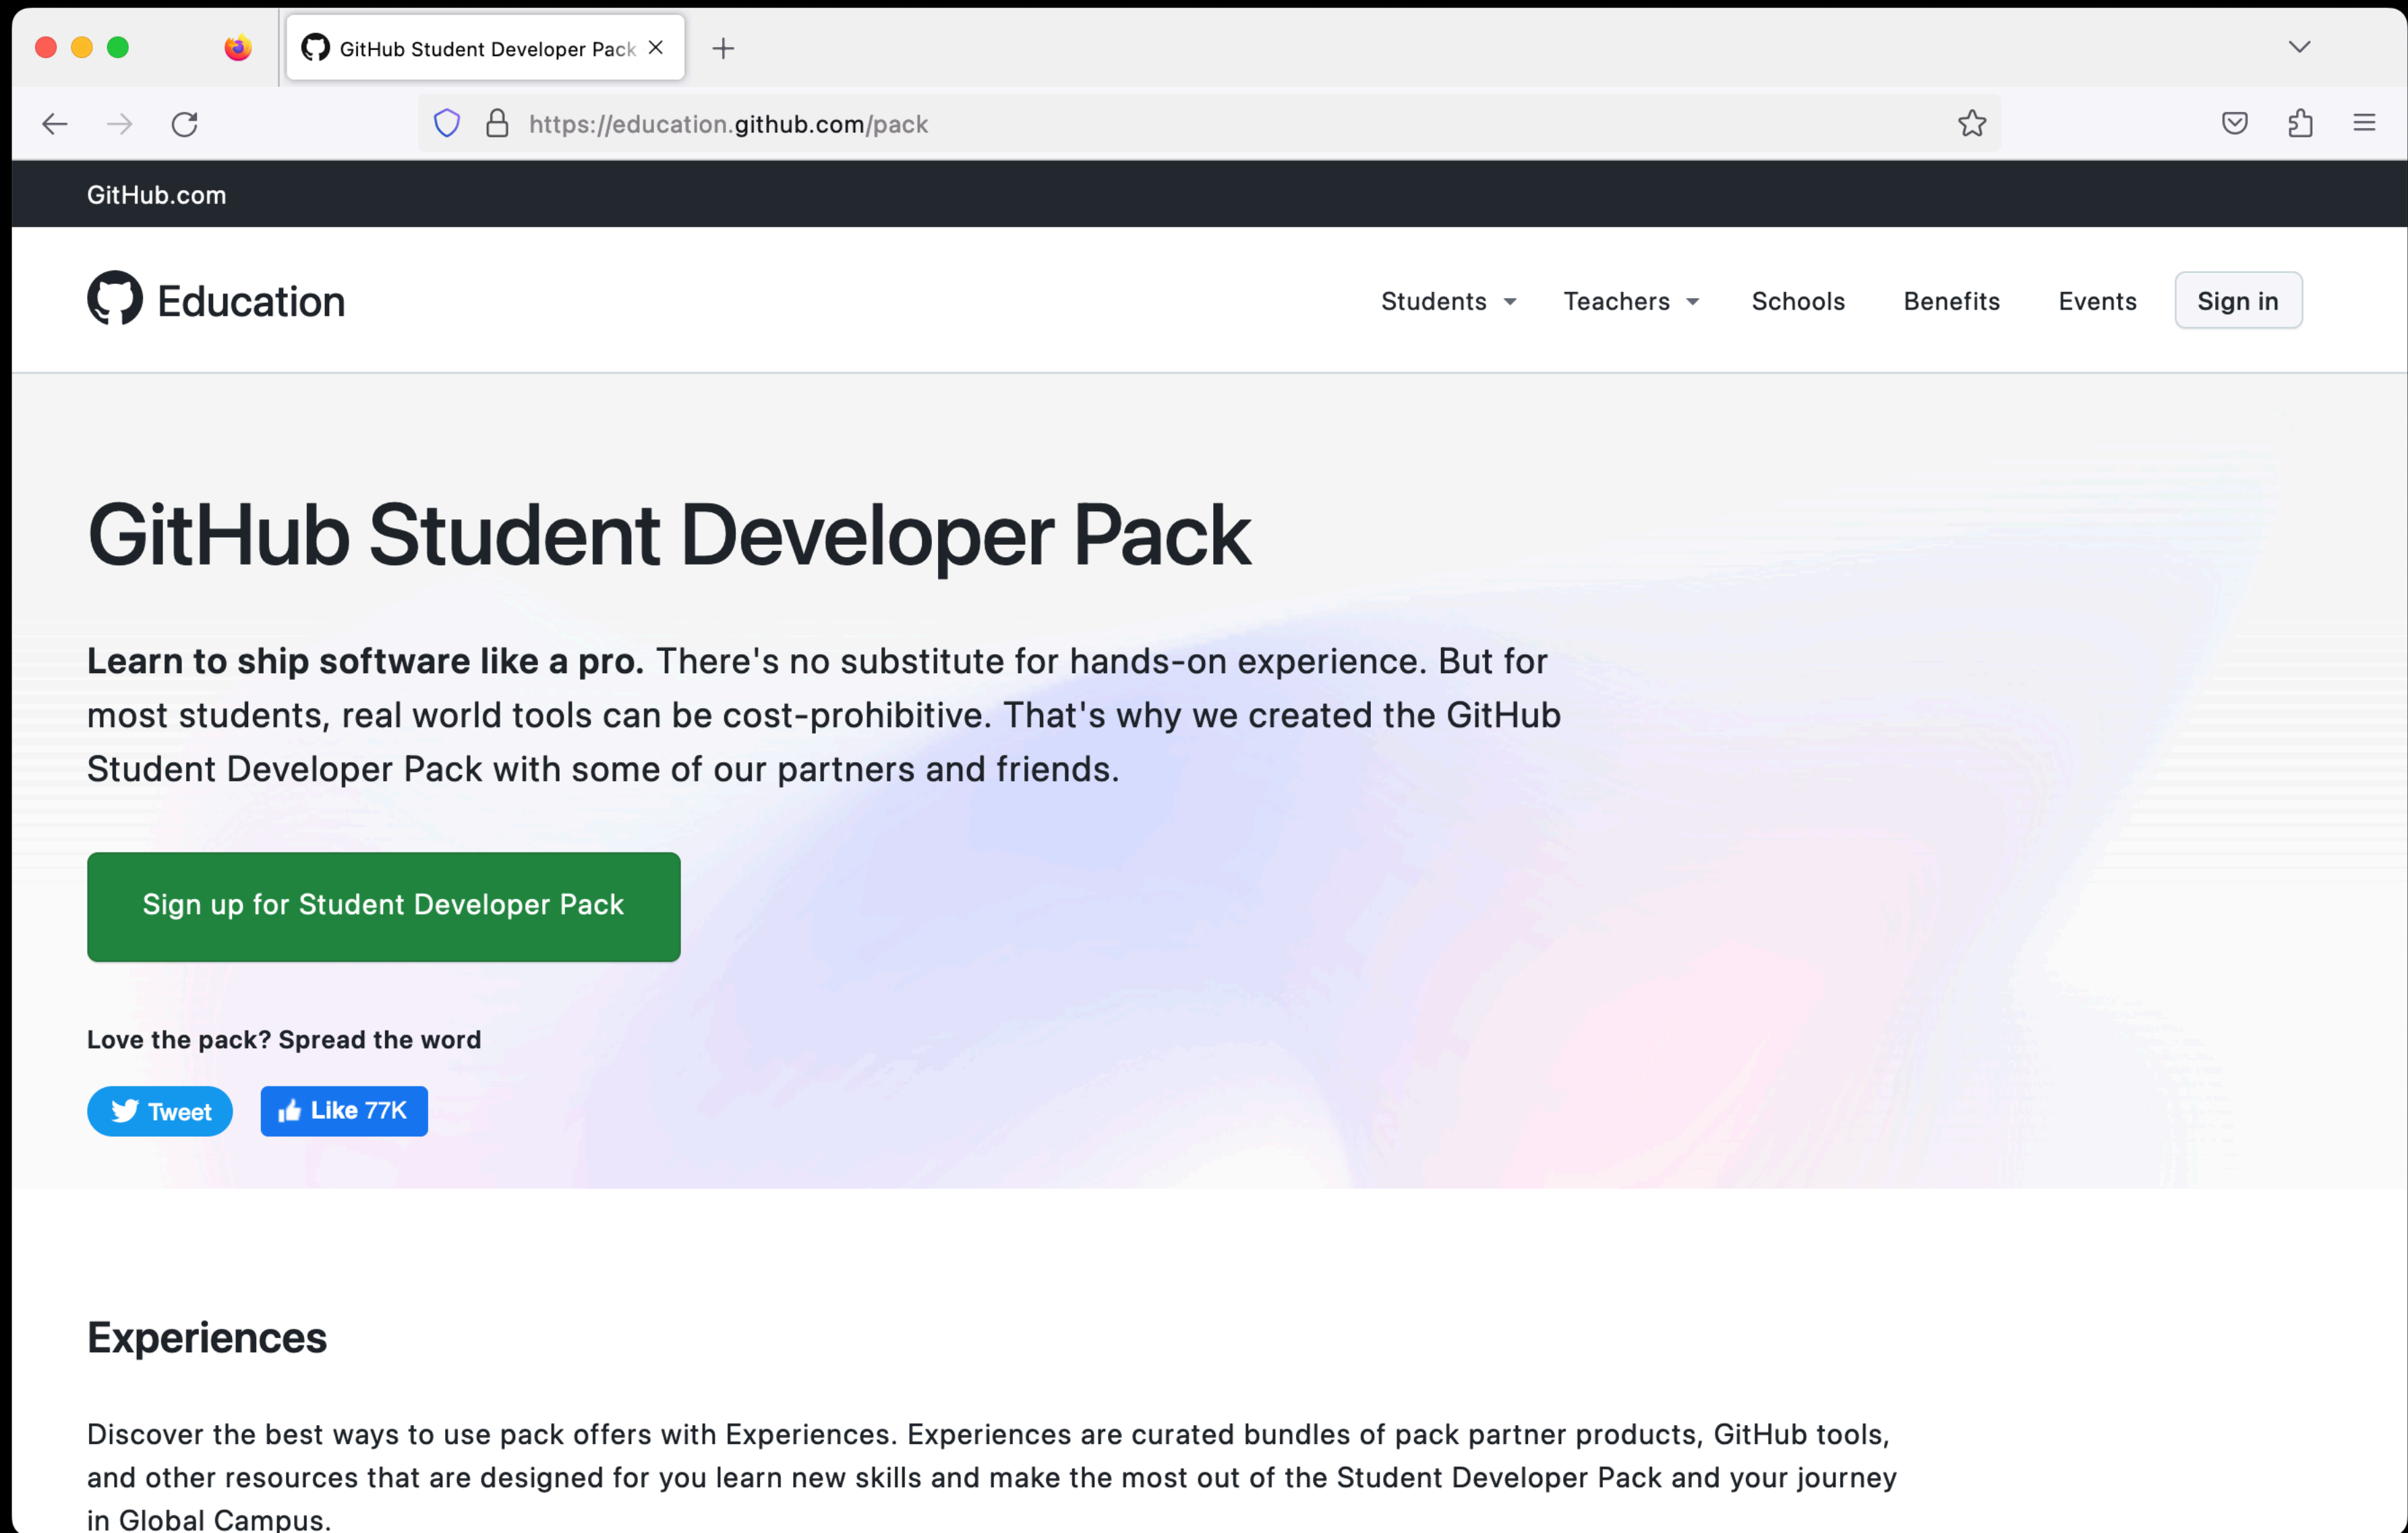 GitHub Student Developer Pack
https://education.github.com/pack
GitHub.com
Education
Students
Teachers
Schools
Benefits
Events
Sign in
GitHub Student Developer Pack
Learn to ship software like a pro. There's no substitute for hands-on experience. But for
most students, real world tools can be cost-prohibitive. That's why we created the GitHub
Student Developer Pack with some of our partners and friends.
Sign up for Student Developer Pack
Love the pack? Spread the word
Tweet
Like 77K
Experiences
Discover the best ways to use pack offers with Experiences. Experiences are curated bundles of pack partner products, GitHub tools,
and other resources that are designed for you learn new skills and make the most out of the Student Developer Pack and your journey
in Global Campus.